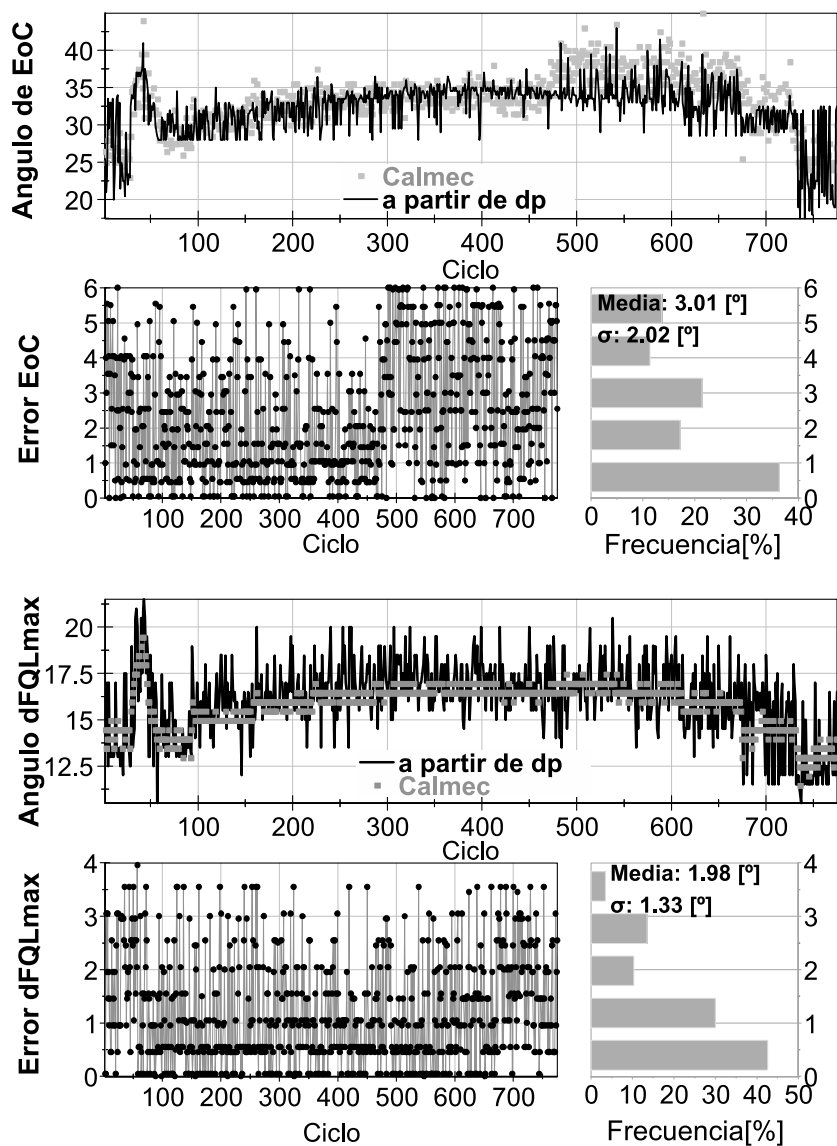 Angulo de EoC
40
35
30
25
20
Calmec
a partir de dp
100 200 300 400 500 600 700
Ciclo
Error EoC
6
5
4
3
2
1
0
100 200 300 400 500 600 700
Ciclo
Media: 3.01 [º]
σ: 2.02 [º]
6
4
2
0
0 10 20 30 40
Frecuencia[%]
Angulo dFQLmax
20
17.5
15
12.5
a partir de dp
Calmec
100 200 300 400 500 600 700
Ciclo
Error dFQLmax
4
3
2
1
0
100 200 300 400 500 600 700
Ciclo
Media: 1.98 [º]
σ: 1.33 [º]
4
3
2
1
0
0 10 20 30 40 50
Frecuencia[%]